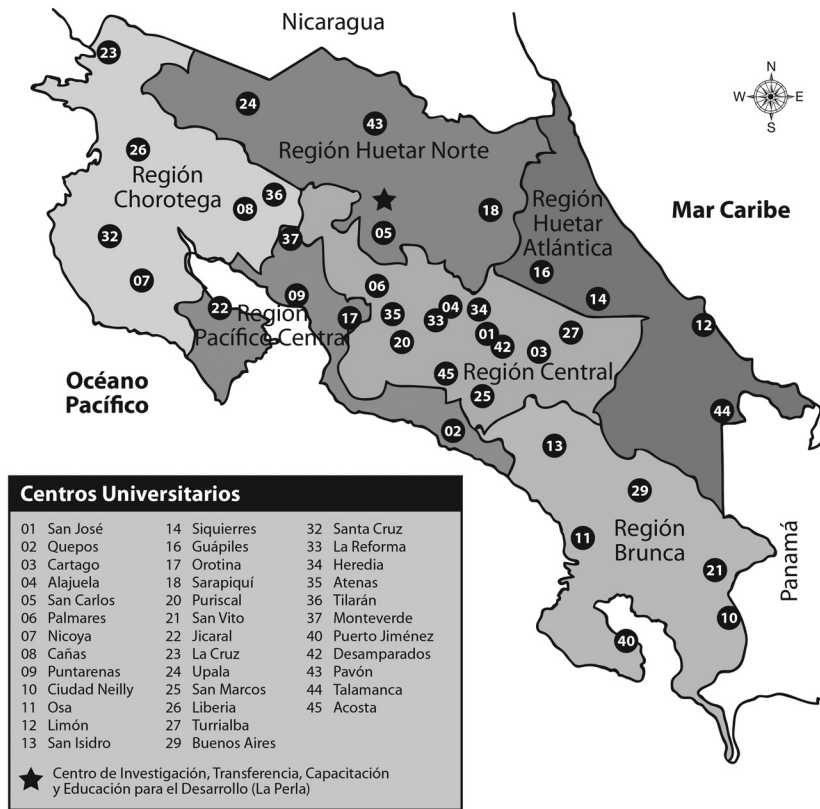 Nicaragua
N
W E
S
23
24
43
26
Región Huetar Norte
Región
Chorotega
36
08
18
Región
Huetar
Atlántica
Mar Caribe
32
37
05
16
07
06
09
22
14
04
34
35
33
17
Región
Pacífico Central
01
27
12
20
42
03
45
Región Central
Océano
Pacífico
25
44
02
13
29
11
Región
Brunca
21
10
40
Panamá
Centros Universitarios
01 San José
02 Quepos
03 Cartago
04 Alajuela
05 San Carlos
06 Palmares
07 Nicoya
08 Cañas
09 Puntarenas
10 Ciudad Neilly
11 Osa
12 Limón
13 San Isidro
14 Siquierres
16 Guápiles
17 Orotina
18 Sarapiquí
20 Puriscal
21 San Vito
22 Jicaral
23 La Cruz
24 Upala
25 San Marcos
26 Liberia
27 Turrialba
29 Buenos Aires
32 Santa Cruz
33 La Reforma
34 Heredia
35 Atenas
36 Tilarán
37 Monteverde
40 Puerto Jiménez
42 Desamparados
43 Pavón
44 Talamanca
45 Acosta
Centro de Investigación, Transferencia, Capacitación
y Educación para el Desarrollo (La Perla)